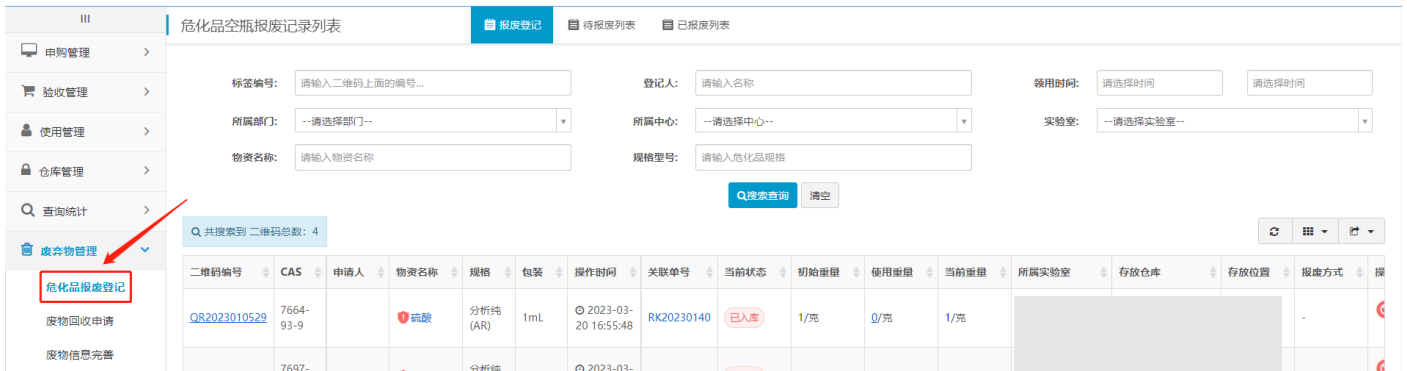 危化品空瓶报废记录列表
报废登记
待报废列表
已报废列表
申购管理
验收管理
使用管理
仓库管理
查询统计
废弃物管理
危化品报废登记
废物回收申请
废物信息完善
标签编号: 请输入二维码上面的编号... 登记人: 请输入名称 领用时间: 请选择时间 请选择时间
所属部门: --请选择部门-- 所属中心: --请选择中心-- 实验室: --请选择实验室--
物资名称: 请输入物资名称 规格型号: 请输入危化品规格
搜索查询 清空
共搜索到 二维码总数: 4
二维码编号 CAS 申请人 物资名称 规格 包装 操作时间 关联单号 当前状态 初始重量 使用重量 当前重量 所属实验室 存放仓库 存放位置 报废方式
QR2023010529 7664-93-9 硫酸 分析纯(AR) 1mL 2023-03-20 16:55:48 RK20230140 已入库 1/克 0/克 1/克 -
7697- 分析纯 2023-03-